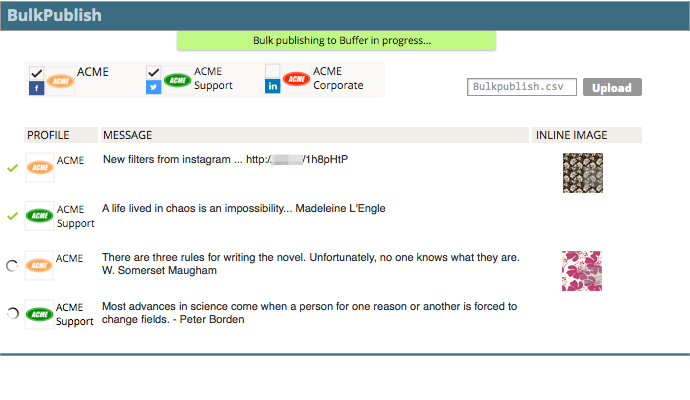 BulkPublish
Bulk publishing to Buffer in progress...
ACME ACME
f
ACME ACME Support
ACME ACME Corporate
in
Bulkpublish.csv Upload
PROFILE MESSAGE INLINE IMAGE
ACME ACME New filters from instagram ... http:/ /1h8pHtP
ACME ACME Support A life lived in chaos is an impossibility... Madeleine L'Engle
ACME ACME There are three rules for writing the novel. Unfortunately, no one knows what they are.
W. Somerset Maugham
ACME ACME Support Most advances in science come when a person for one reason or another is forced to
change fields. - Peter Borden